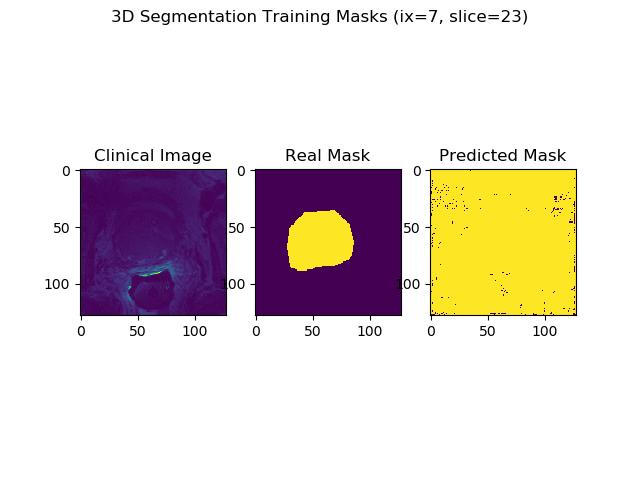 3D Segmentation Training Masks (ix=7, slice=23)
Clinical Image Real Mask Predicted Mask
0 0 0
50 50 50
100 100 100
0 50 100 0 50 100 0 50 100